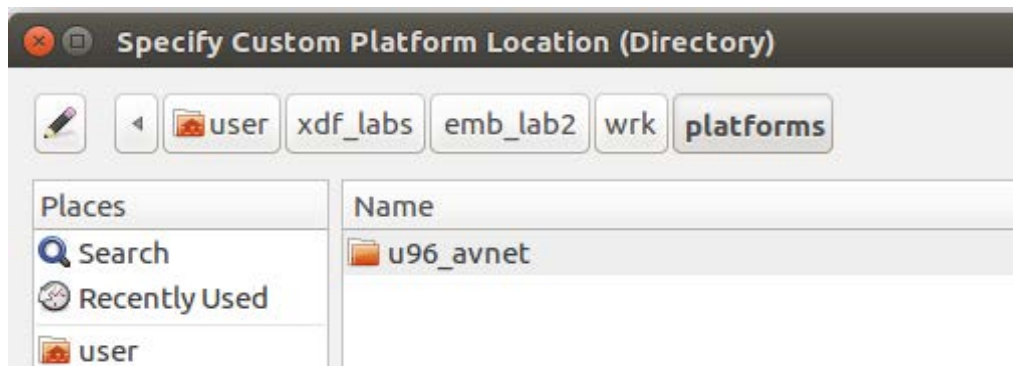 Specify Custom Platform Location (Directory)
user xdf_labs emb_lab2 wrk platforms
Places Name
Search u96_avnet
Recently Used
user